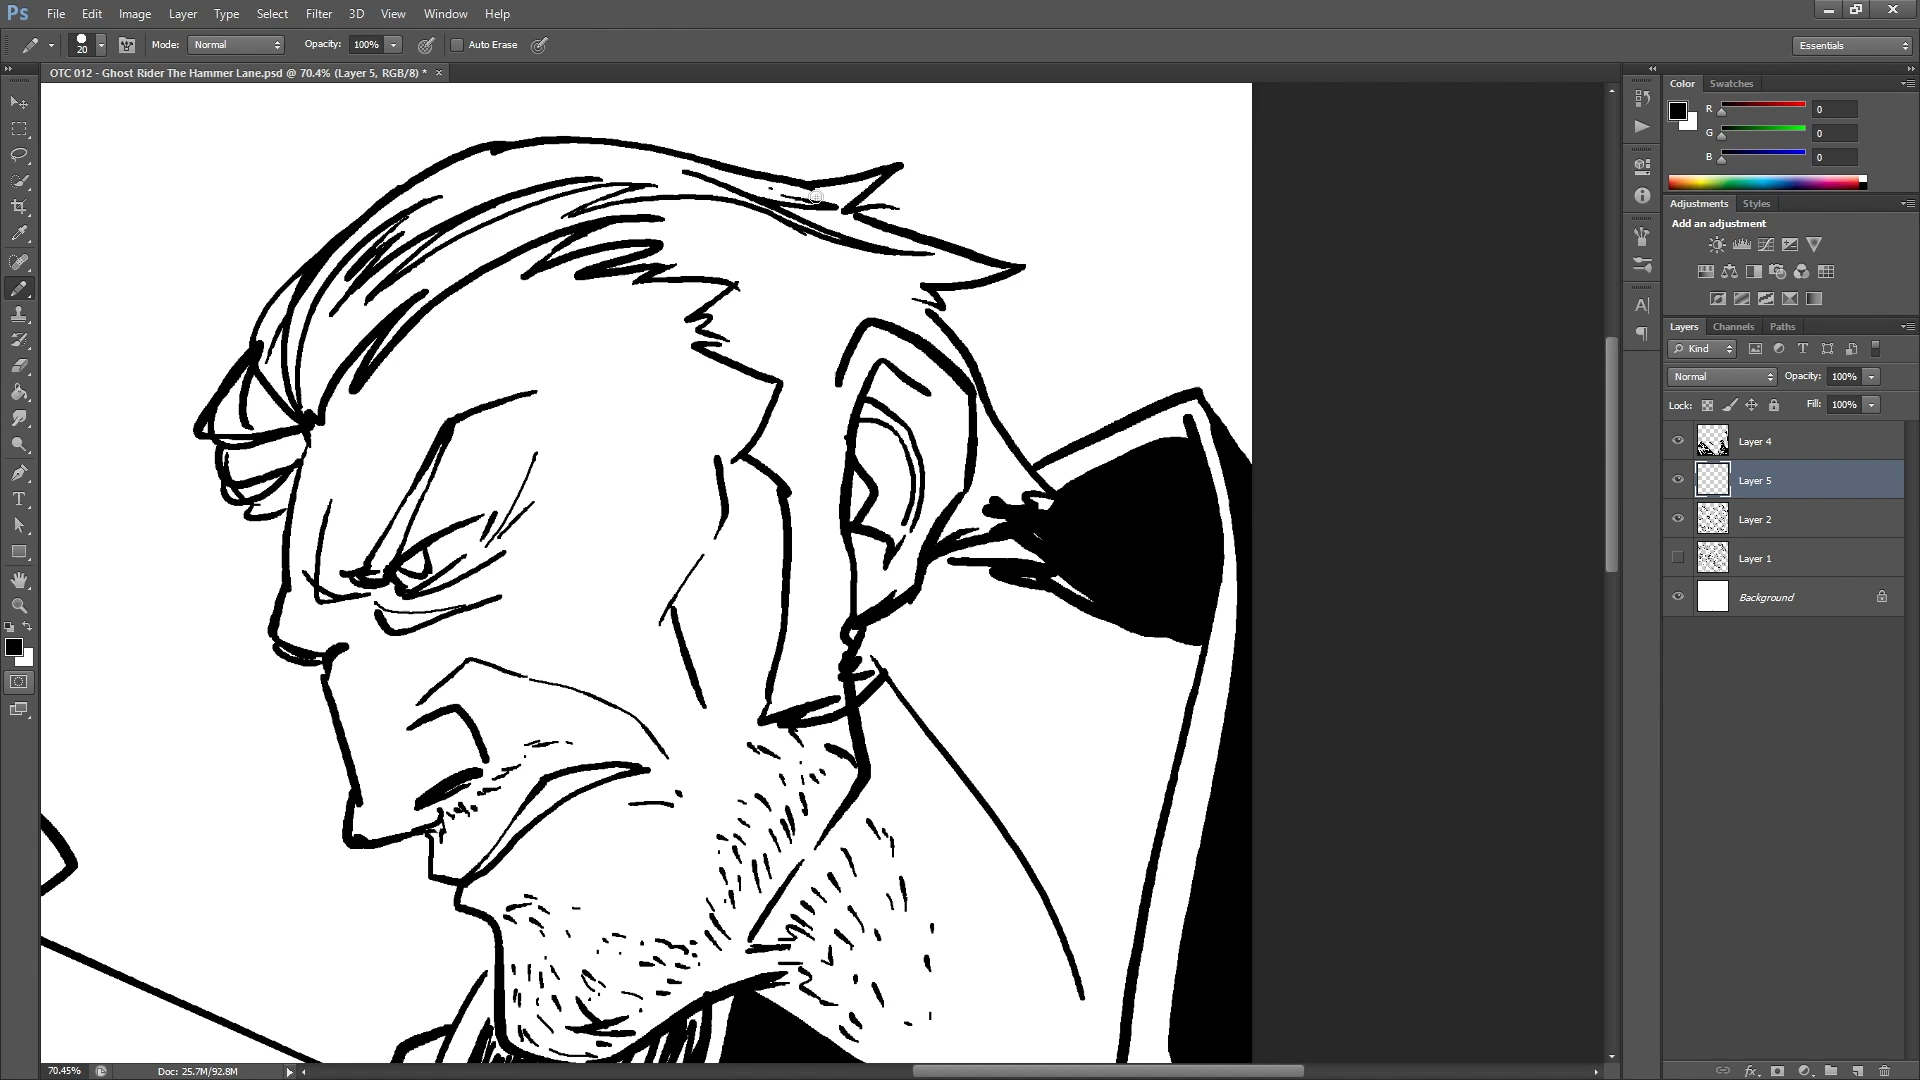 Ps File Edit Image Layer Type Select Filter 3D View Window Help
20 Mode: Normal Opacity: 100% Auto Erase Essentials
OTC 012 - Ghost Rider The Hammer Lane.psd @ 70.4% (Layer 5, RGB/8) * ×
Color Swatches
R 0
G 0
B 0
Adjustments Styles
Add an adjustment
Layers Channels Paths
Kind
Normal Opacity: 100%
Lock: Fill: 100%
Layer 4
Layer 5
Layer 2
Layer 1
Background
70.45% Doc: 25.7M/92.8M